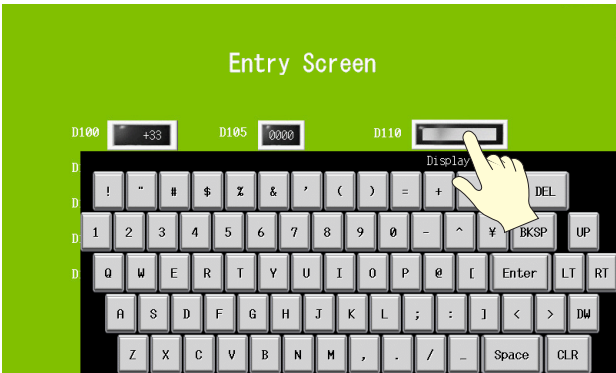 Entry Screen
D100 +33 D105 0000 D110
D Display
! " # $ % & ' ( ) = + DEL
D
1 2 3 4 5 6 7 8 9 0 - ^ ¥ BKSP UP
D
Q W E R T Y U I O P @ [ Enter LT RT
D
A S D F G H J K L ; : ] < > DW
Z X C V B N M , . / _ Space CLR